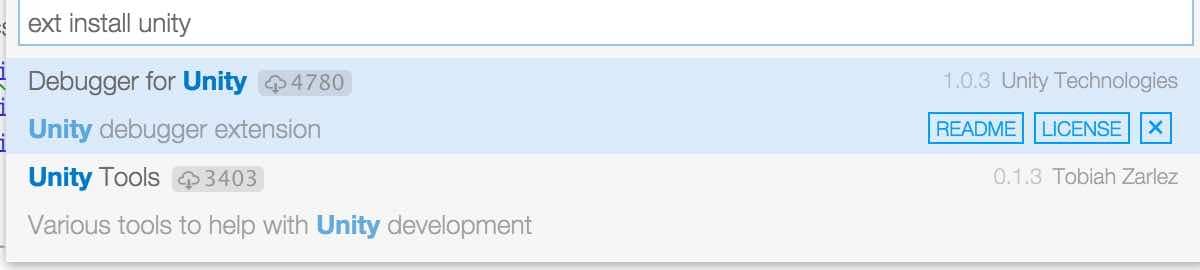 ext install unity
Debugger for Unity 4780 1.0.3 Unity Technologies
Unity debugger extension README LICENSE ✕
Unity Tools 3403 0.1.3 Tobiah Zarlez
Various tools to help with Unity development